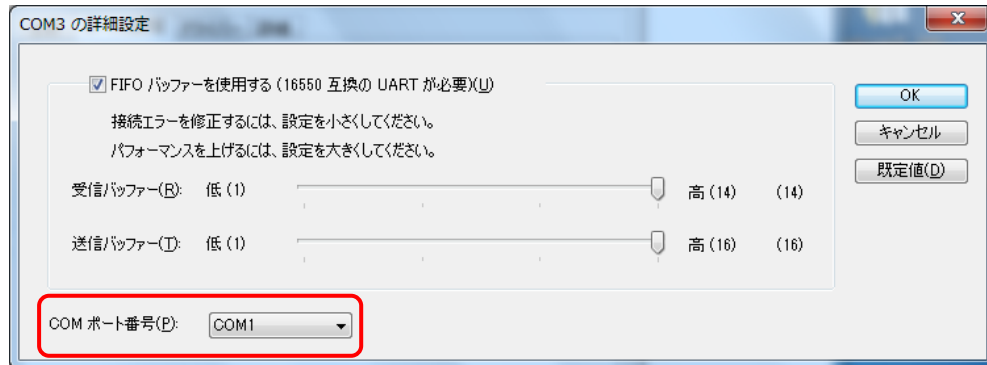 COM3 の詳細設定
FIFO バッファーを使用する (16550 互換の UART が必要)(U)
接続エラーを修正するには、設定を小さくしてください。
パフォーマンスを上げるには、設定を大きくしてください。
受信バッファー(R): 低 (1) 高 (14) (14)
送信バッファー(T): 低 (1) 高 (16) (16)
COM ポート番号(P): COM1
OK
キャンセル
既定値(D)